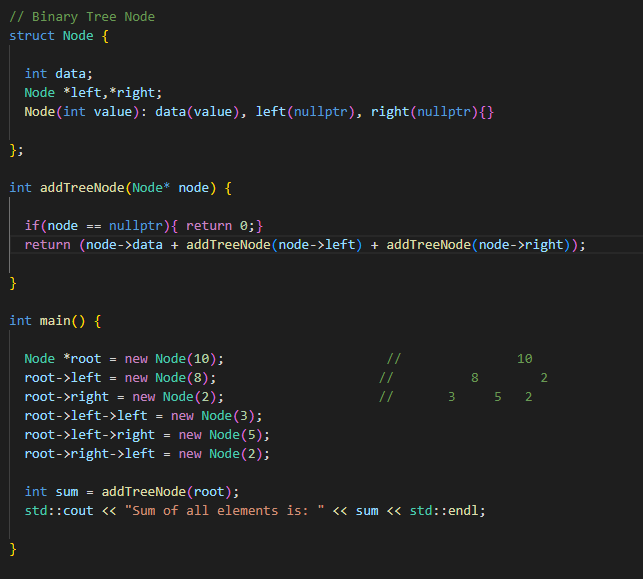 // Binary Tree Node
struct Node {
int data;
Node *left,*right;
Node(int value): data(value), left(nullptr), right(nullptr){}
};
int addTreeNode(Node* node) {
if(node == nullptr){ return 0;}
return (node->data + addTreeNode(node->left) + addTreeNode(node->right));
}
int main() {
Node *root = new Node(10); // 10
root->left = new Node(8); // 8 2
root->right = new Node(2); // 3 5 2
root->left->left = new Node(3);
root->left->right = new Node(5);
root->right->left = new Node(2);
int sum = addTreeNode(root);
std::cout << "Sum of all elements is: " << sum << std::endl;
}